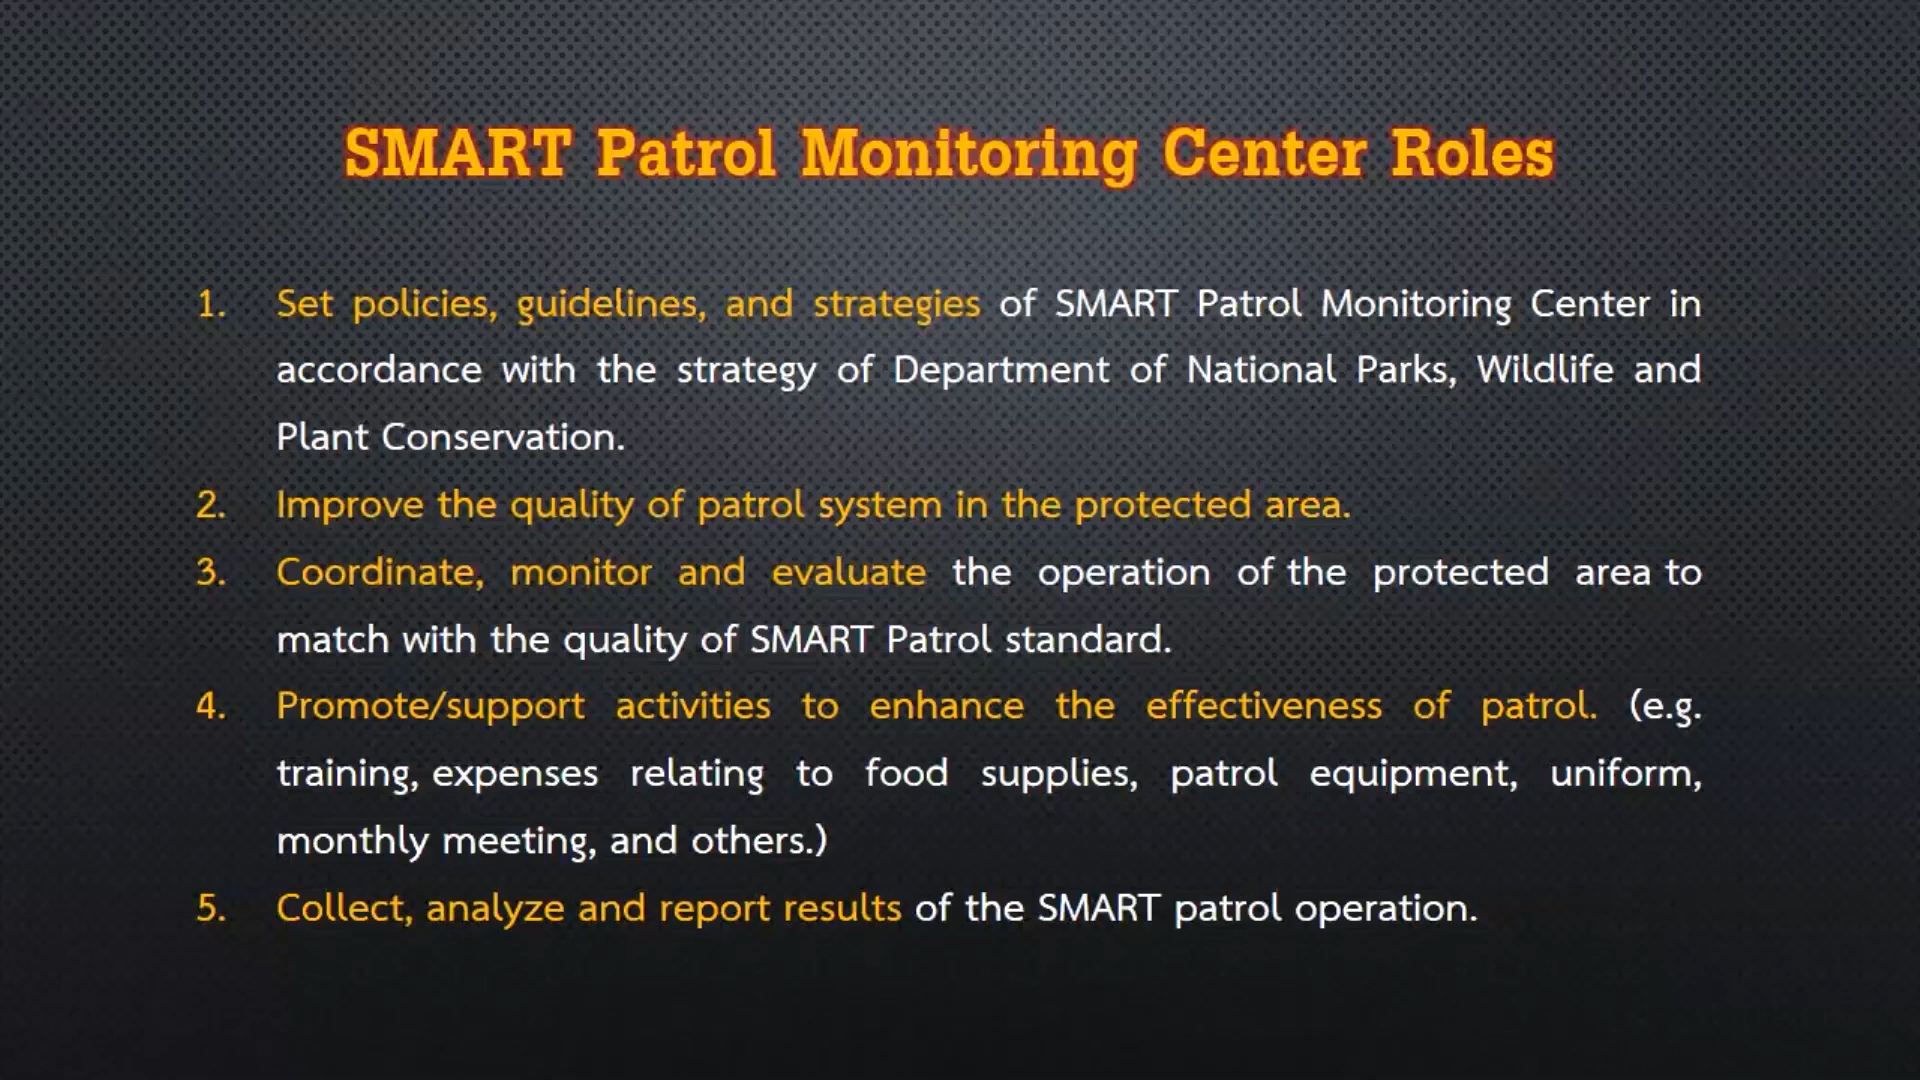 SMART Patrol Monitoring Center Roles
1. Set policies, guidelines, and strategies of SMART Patrol Monitoring Center in
accordance with the strategy of Department of National Parks, Wildlife and
Plant Conservation.
2. Improve the quality of patrol system in the protected area.
3. Coordinate, monitor and evaluate the operation of the protected area to
match with the quality of SMART Patrol standard.
4. Promote/support activities to enhance the effectiveness of patrol. (e.g.
training, expenses relating to food supplies, patrol equipment, uniform,
monthly meeting, and others.)
5. Collect, analyze and report results of the SMART patrol operation.